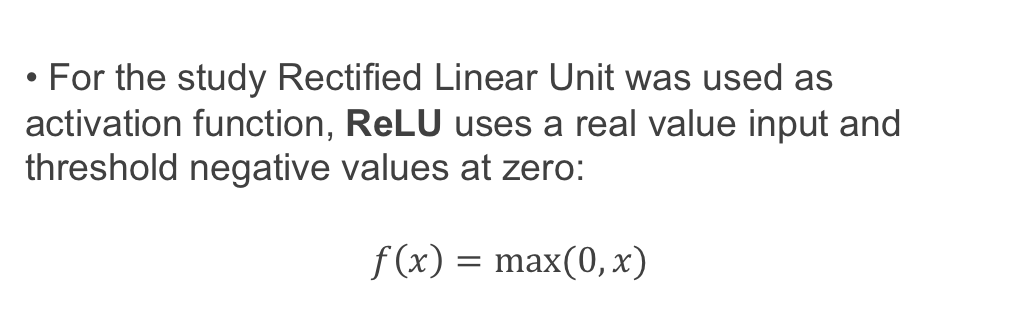 • For the study Rectified Linear Unit was used as
activation function, ReLU uses a real value input and
threshold negative values at zero:
f(x) = max(0, x)